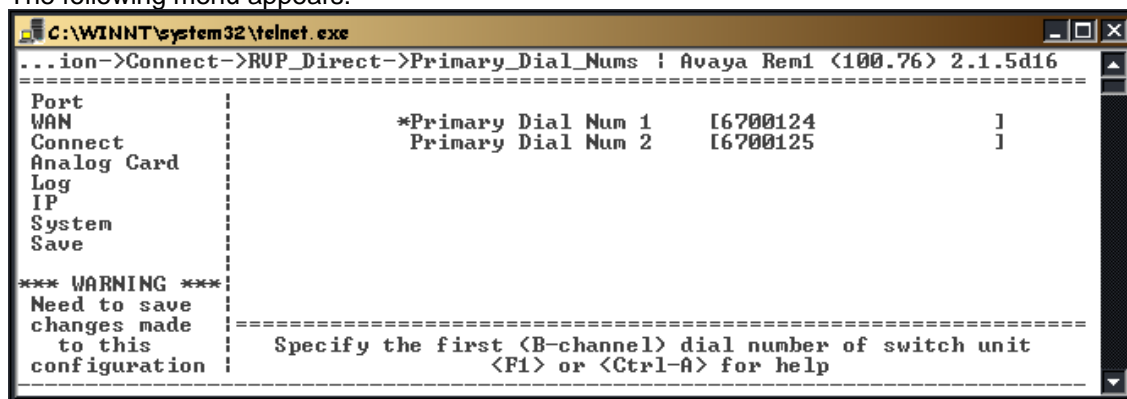 The following menu appears:
C:\WINNT\system32\telnet.exe
...ion->Connect->RVP_Direct->Primary_Dial_Nums | Avaya Rem1 (100.76) 2.1.5d16
Port
WAN *Primary Dial Num 1 [6700124 ]
Connect Primary Dial Num 2 [6700125 ]
Analog Card
Log
IP
System
Save
*** WARNING ***
Need to save
changes made
to this Specify the first (B-channel) dial number of switch unit
configuration <F1> or <Ctrl-A> for help